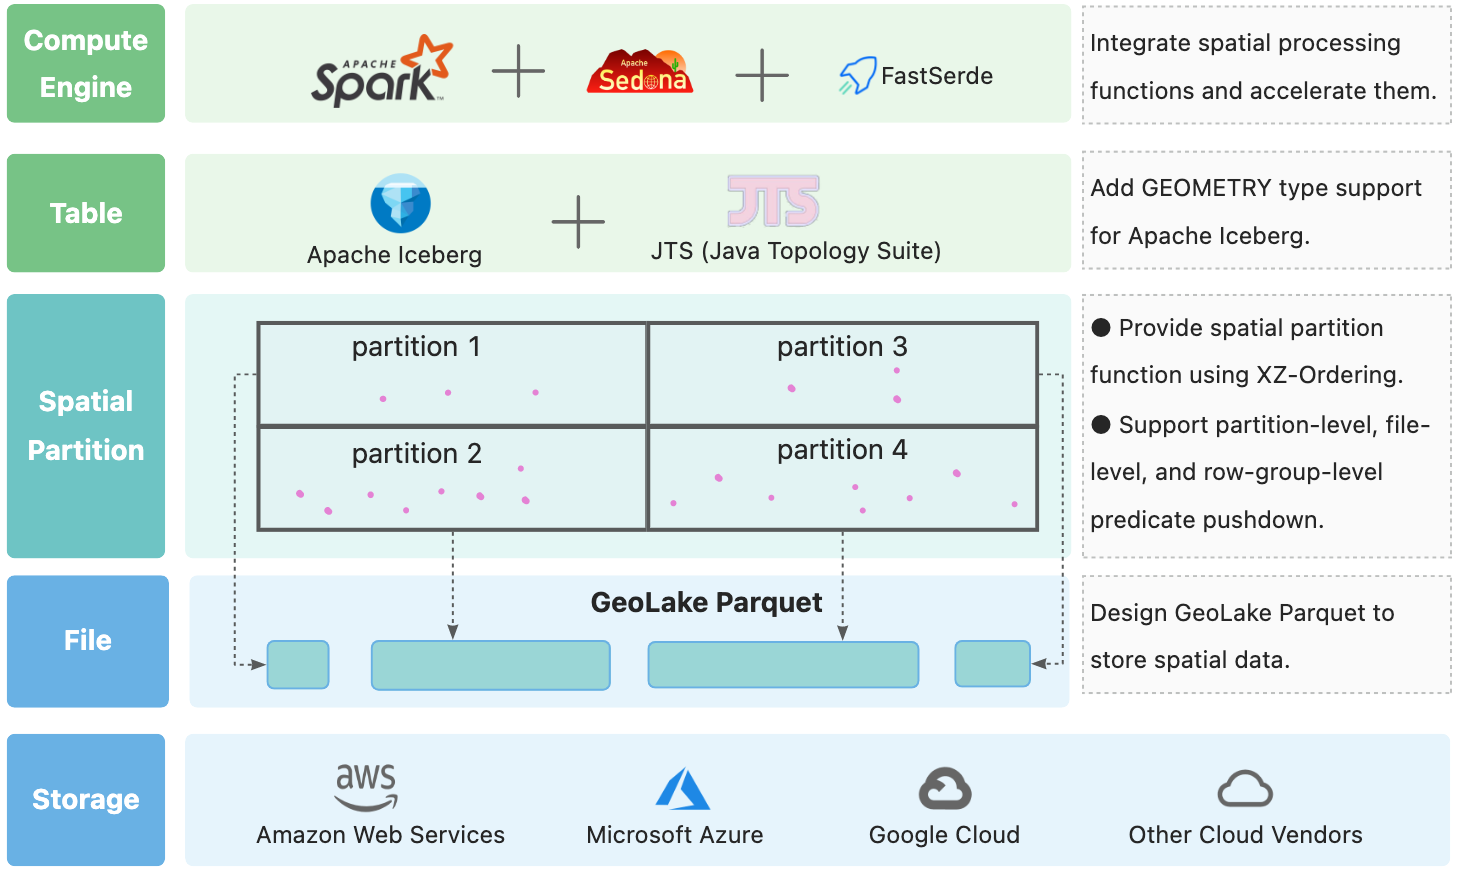 Compute
Engine
APACHE
Spark™
Apache
Sedona
FastSerde
Integrate spatial processing
functions and accelerate them.
Table
Apache Iceberg
JTS
JTS (Java Topology Suite)
Add GEOMETRY type support
for Apache Iceberg.
Spatial
Partition
partition 1
partition 3
partition 2
partition 4
● Provide spatial partition
function using XZ-Ordering.
● Support partition-level, file-
level, and row-group-level
predicate pushdown.
File
GeoLake Parquet
Design GeoLake Parquet to
store spatial data.
Storage
aws
Amazon Web Services
Microsoft Azure
Google Cloud
Other Cloud Vendors